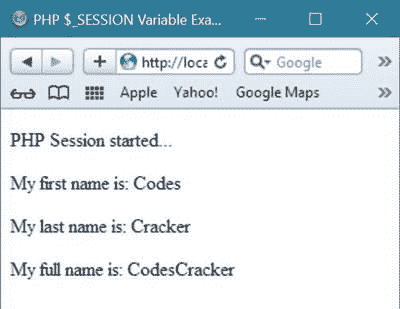 PHP $_SESSION Variable Exa...
http://loca
Google
Apple Yahoo! Google Maps
PHP Session started...
My first name is: Codes
My last name is: Cracker
My full name is: CodesCracker